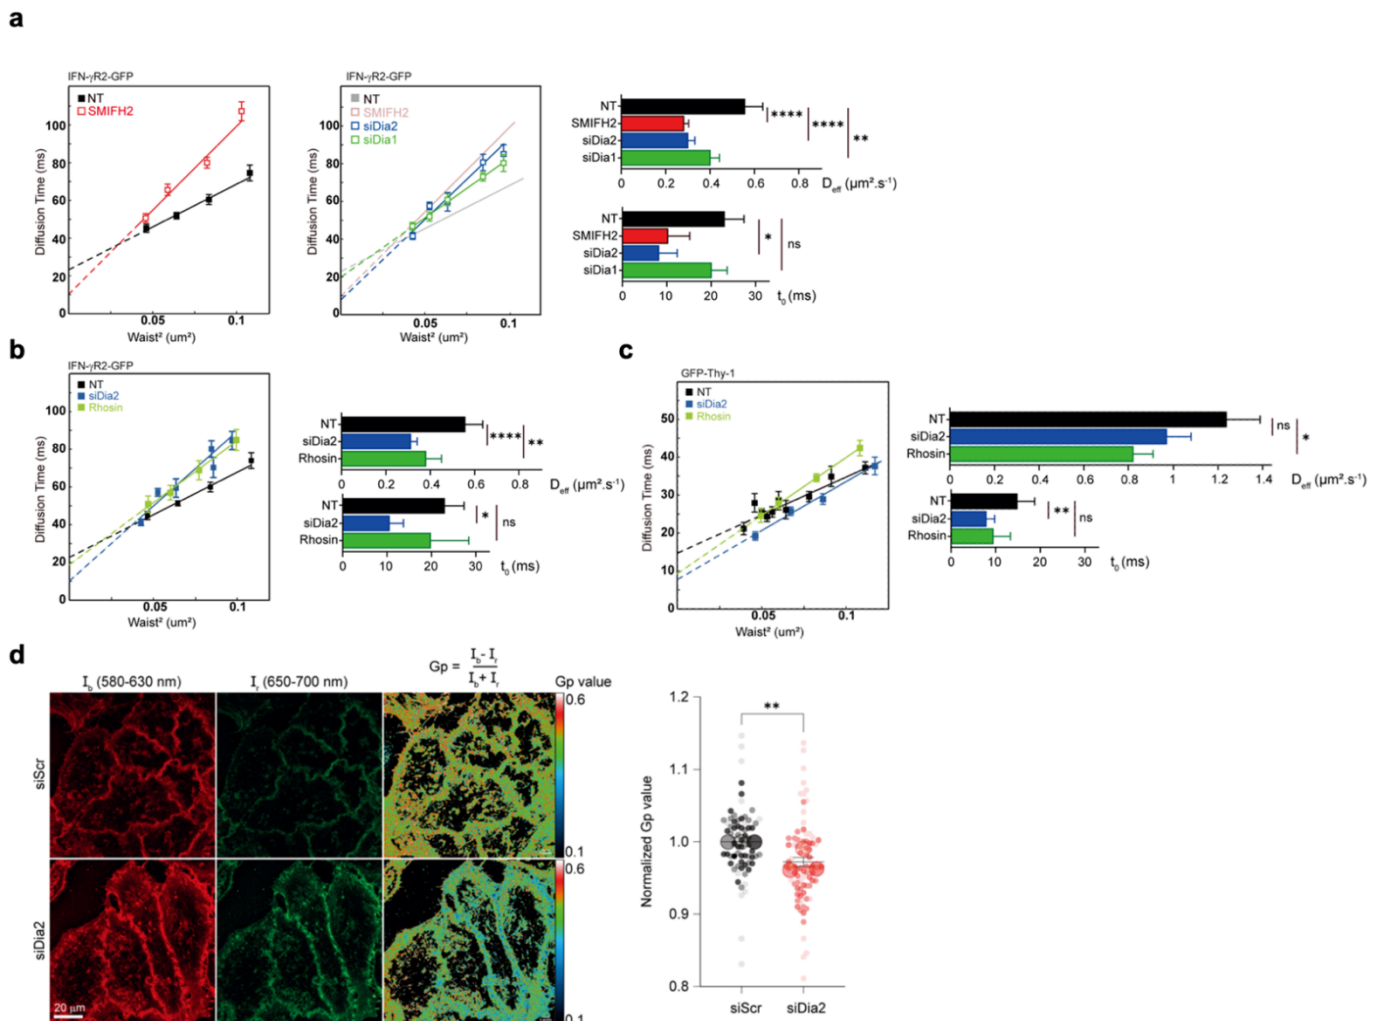 a
IFN-γR2-GFP
NT
SMIFH2
Diffusion Time (ms)
100
80
60
40
20
0
0.05
0.1
Waist² (um²)
IFN-γR2-GFP
NT
SMIFH2
siDia2
siDia1
Diffusion Time (ms)
100
80
60
40
20
0
0.05
0.1
Waist² (um²)
NT
SMIFH2
siDia2
siDia1
****
****
**
0 0.2 0.4 0.6 0.8
Deff (µm².s-1)
NT
SMIFH2
siDia2
siDia1
*
ns
0 10 20 30
t0 (ms)
b
IFN-γR2-GFP
NT
siDia2
Rhosin
Diffusion Time (ms)
100
80
60
40
20
0
0.05
0.1
Waist² (um²)
NT
siDia2
Rhosin
****
**
0 0.2 0.4 0.6 0.8
Deff (µm².s-1)
NT
siDia2
Rhosin
*
ns
0 10 20 30
t0 (ms)
c
GFP-Thy-1
NT
siDia2
Rhosin
Diffusion Time (ms)
50
40
30
20
10
0
0.05
0.1
Waist² (um²)
NT
siDia2
Rhosin
ns
*
0 0.2 0.4 0.6 0.8 1 1.2 1.4
Deff (µm².s-1)
NT
siDia2
Rhosin
**
ns
0 10 20 30
t0 (ms)
d
Ib (580-630 nm)
Ir (650-700 nm)
Gp = Ib - Ir
Ib + Ir
Gp value
siScr
0.6
0.1
siDia2
0.6
0.1
20 µm
Normalized Gp value
1.2
1.1
1.0
0.9
0.8
**
siScr
siDia2